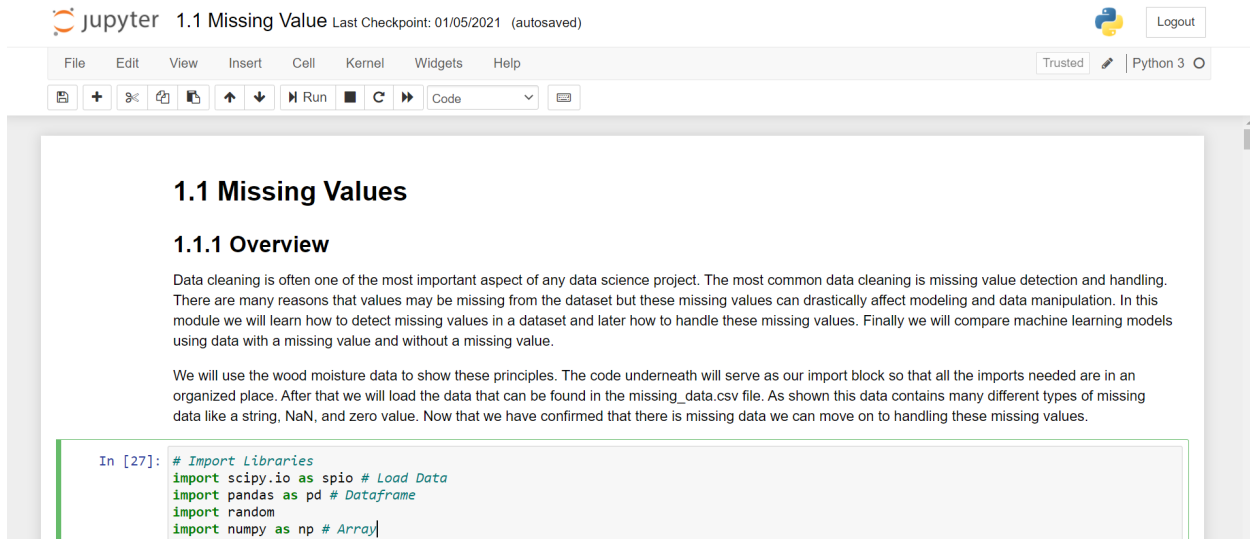 jupyter 1.1 Missing Value Last Checkpoint: 01/05/2021 (autosaved) Logout
File Edit View Insert Cell Kernel Widgets Help Trusted Python 3
Run Code
1.1 Missing Values
1.1.1 Overview
Data cleaning is often one of the most important aspect of any data science project. The most common data cleaning is missing value detection and handling.
There are many reasons that values may be missing from the dataset but these missing values can drastically affect modeling and data manipulation. In this
module we will learn how to detect missing values in a dataset and later how to handle these missing values. Finally we will compare machine learning models
using data with a missing value and without a missing value.
We will use the wood moisture data to show these principles. The code underneath will serve as our import block so that all the imports needed are in an
organized place. After that we will load the data that can be found in the missing_data.csv file. As shown this data contains many different types of missing
data like a string, NaN, and zero value. Now that we have confirmed that there is missing data we can move on to handling these missing values.
In [27]: # Import Libraries
import scipy.io as spio # Load Data
import pandas as pd # Dataframe
import random
import numpy as np # Array